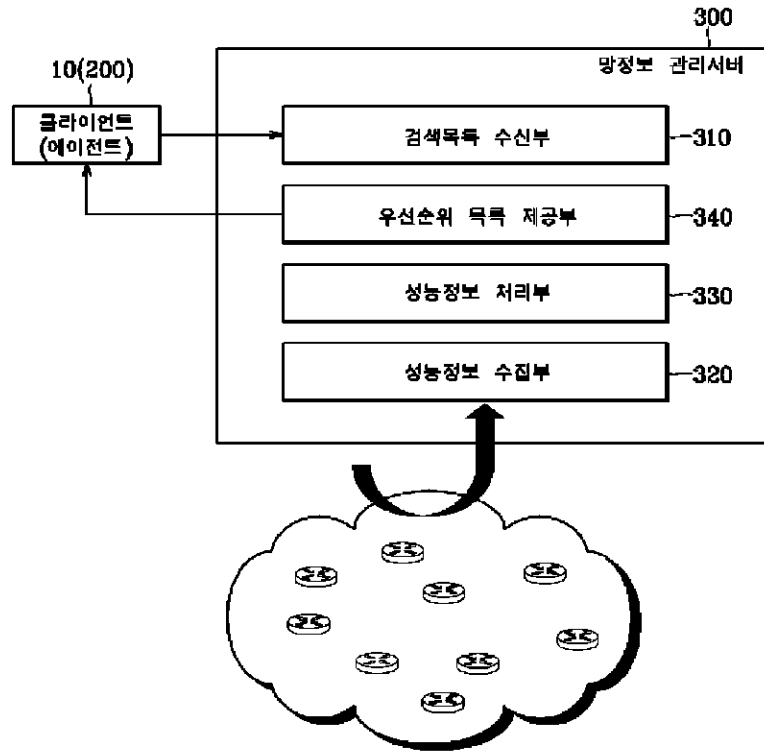 300
망정보 관리서버
10(200)
클라이언트
(에이전트)
검색목록 수신부
310
우선순위 목록 제공부
340
성능정보 처리부
330
성능정보 수집부
320